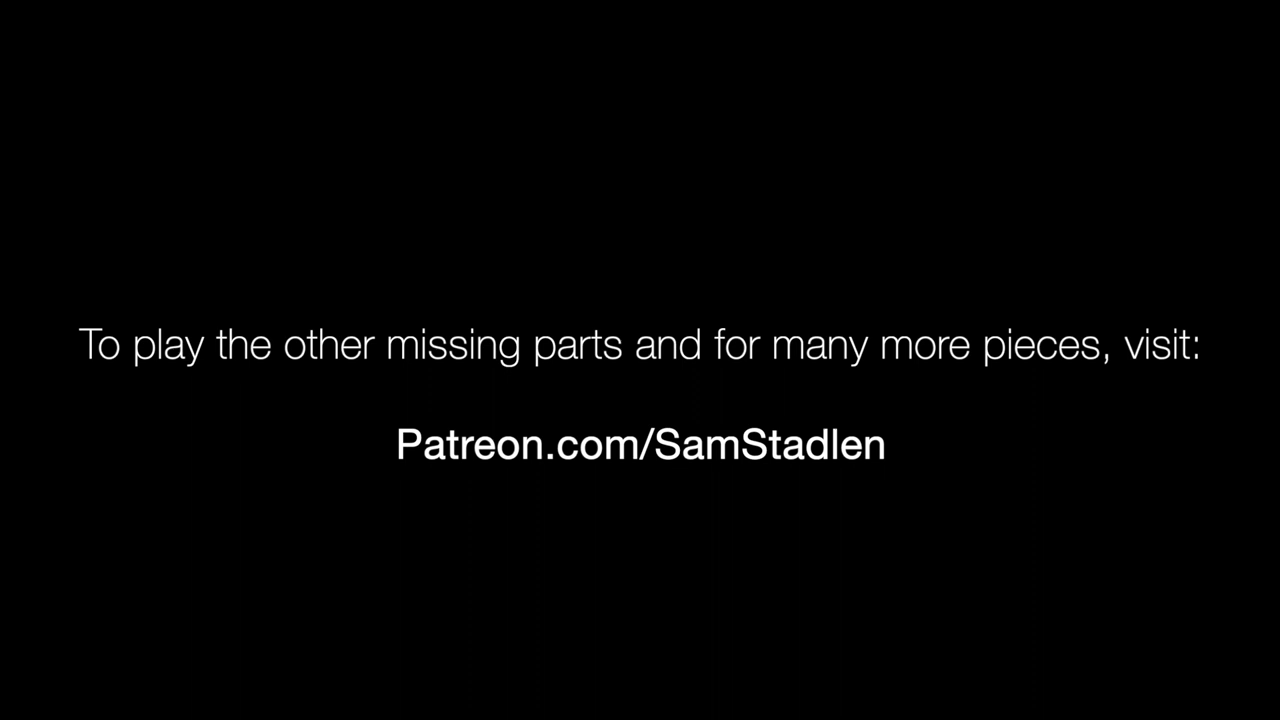 To play the other missing parts and for many more pieces, visit:
Patreon.com/SamStadlen